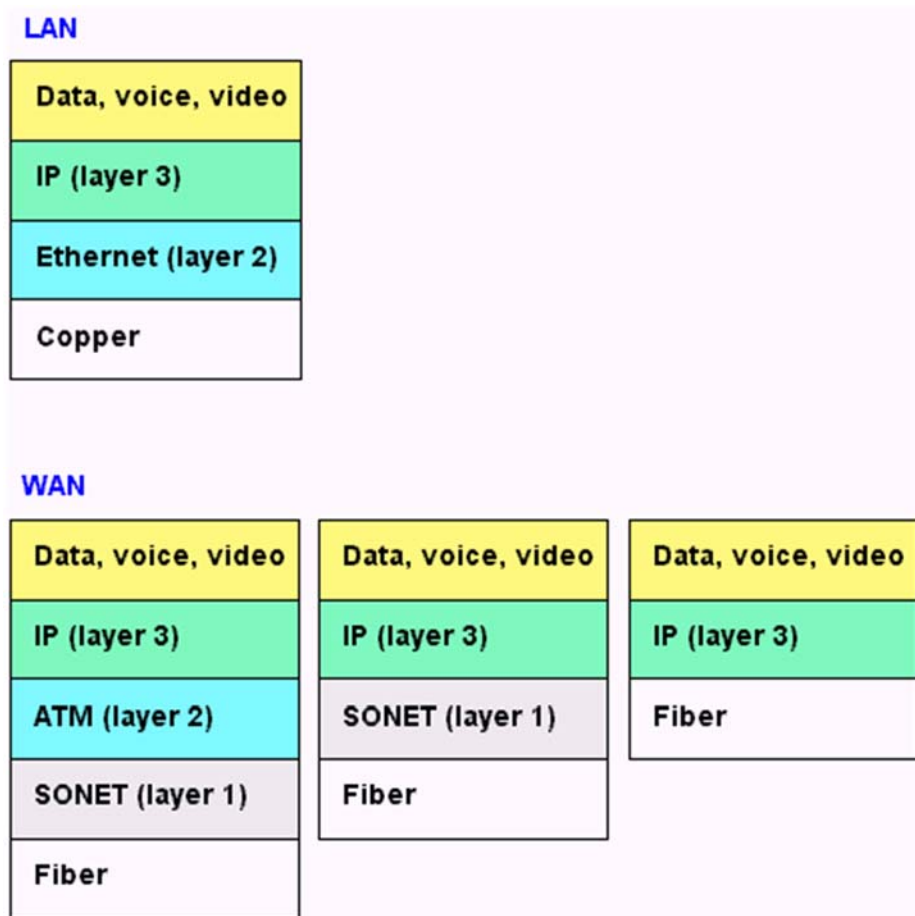 LAN
Data, voice, video
IP (layer 3)
Ethernet (layer 2)
Copper
WAN
Data, voice, video
IP (layer 3)
ATM (layer 2)
SONET (layer 1)
Fiber
Data, voice, video
IP (layer 3)
SONET (layer 1)
Fiber
Data, voice, video
IP (layer 3)
Fiber